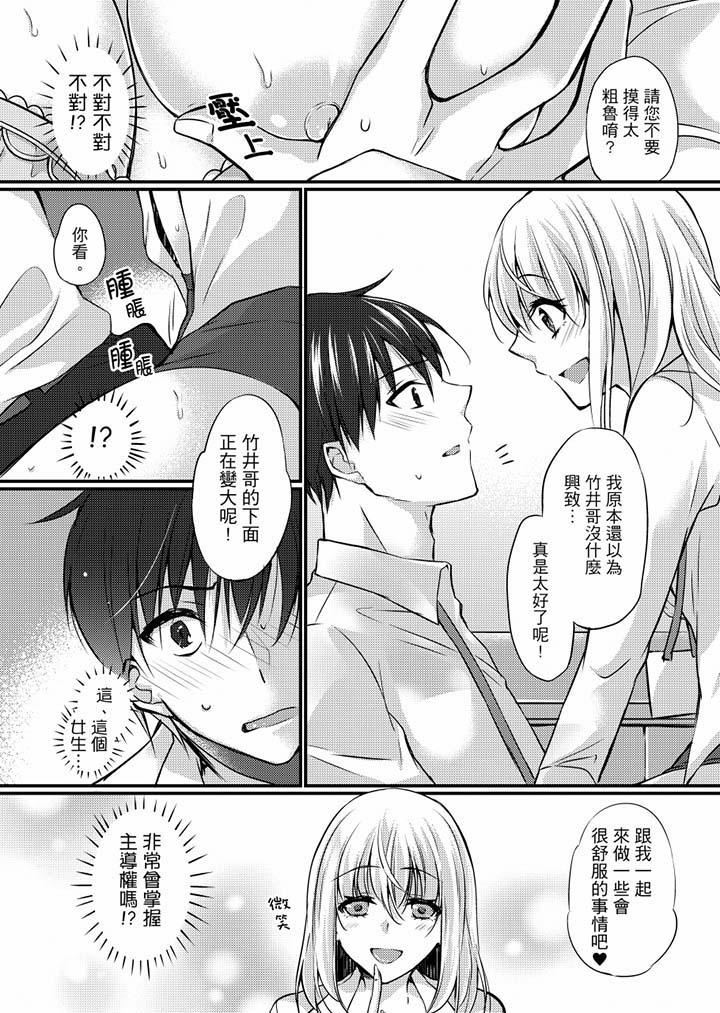 請您不要
摸得太
粗魯唷?
壓上
不對不對
不對!?
我原本還以為
竹井哥沒什麼
興致…
真是太好了呢!
你看。
腫脹
腫脹
!?
竹井哥的下面
正在變大呢!
這、這個
女生…
跟我一起
來做一些會
很舒服的事情吧♥
微笑
非常會掌握
主導權嗎!?